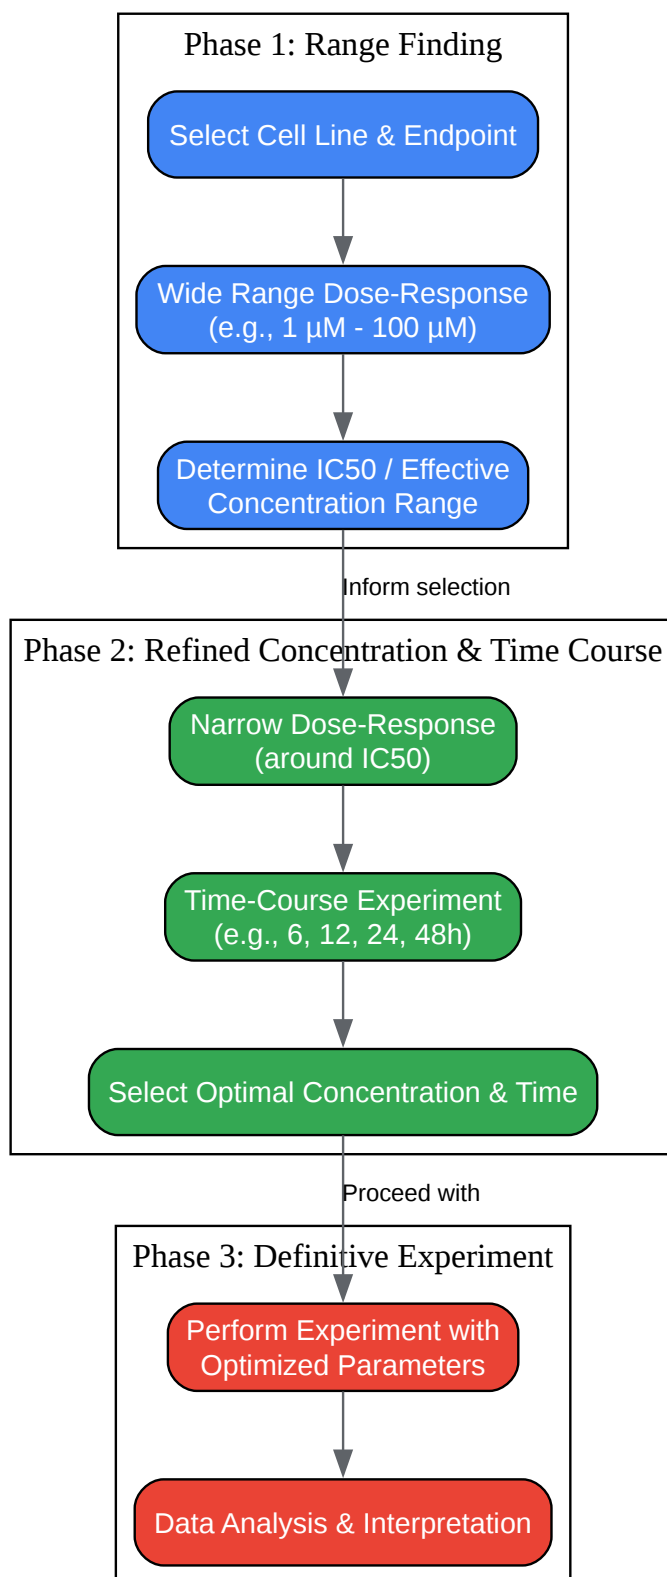 Phase 1: Range Finding
Select Cell Line & Endpoint
Wide Range Dose-Response
(e.g., 1 µM - 100 µM)
Determine IC50 / Effective
Concentration Range
Inform selection
Phase 2: Refined Concentration & Time Course
Narrow Dose-Response
(around IC50)
Time-Course Experiment
(e.g., 6, 12, 24, 48h)
Select Optimal Concentration & Time
Proceed with
Phase 3: Definitive Experiment
Perform Experiment with
Optimized Parameters
Data Analysis & Interpretation